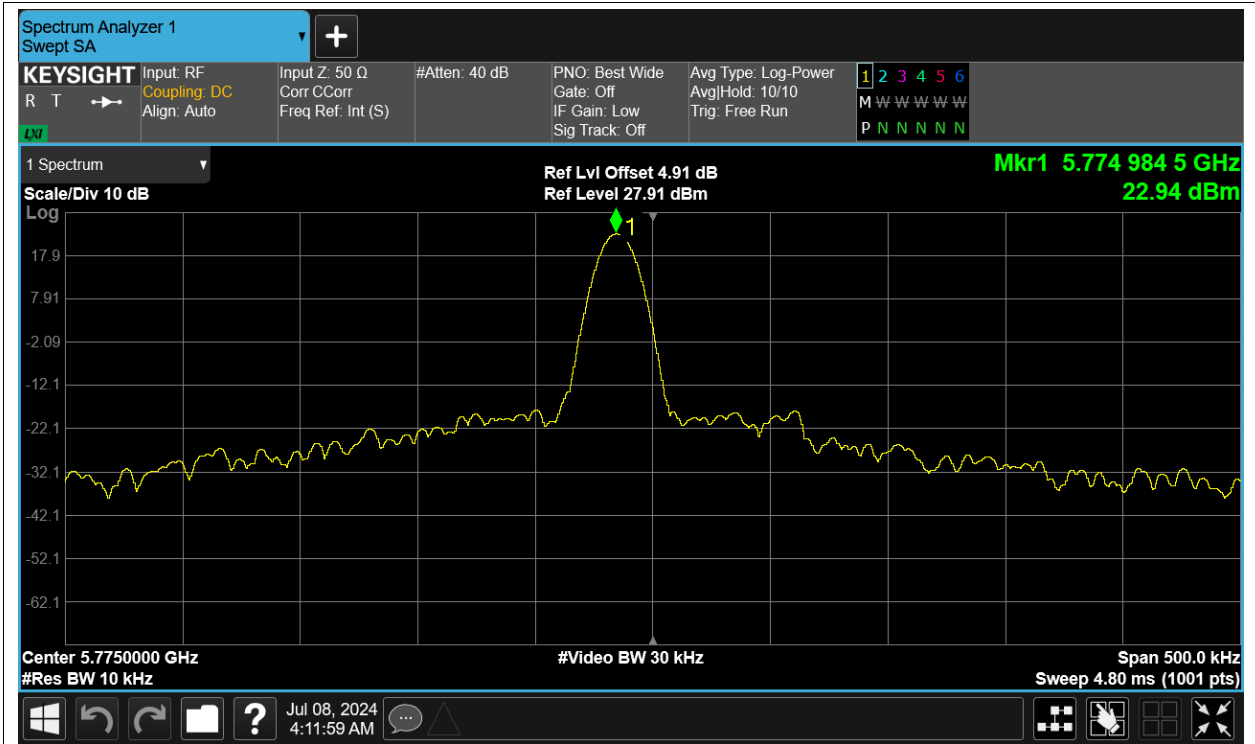 Spectrum Analyzer 1
Swept SA
+
KEYSIGHT
R T
LXI
Input: RF
Coupling: DC
Align: Auto
Input Z: 50 Ω
Corr CCorr
Freq Ref: Int (S)
#Atten: 40 dB
PNO: Best Wide
Gate: Off
IF Gain: Low
Sig Track: Off
Avg Type: Log-Power
Avg|Hold: 10/10
Trig: Free Run
1 2 3 4 5 6
M W W W W W
P N N N N N
1 Spectrum
Scale/Div 10 dB
Log
Ref Lvl Offset 4.91 dB
Ref Level 27.91 dBm
Mkr1 5.774 984 5 GHz
22.94 dBm
1
17.9
7.91
-2.09
-12.1
-22.1
-32.1
-42.1
-52.1
-62.1
Center 5.7750000 GHz
#Res BW 10 kHz
#Video BW 30 kHz
Span 500.0 kHz
Sweep 4.80 ms (1001 pts)
?
Jul 08, 2024
4:11:59 AM